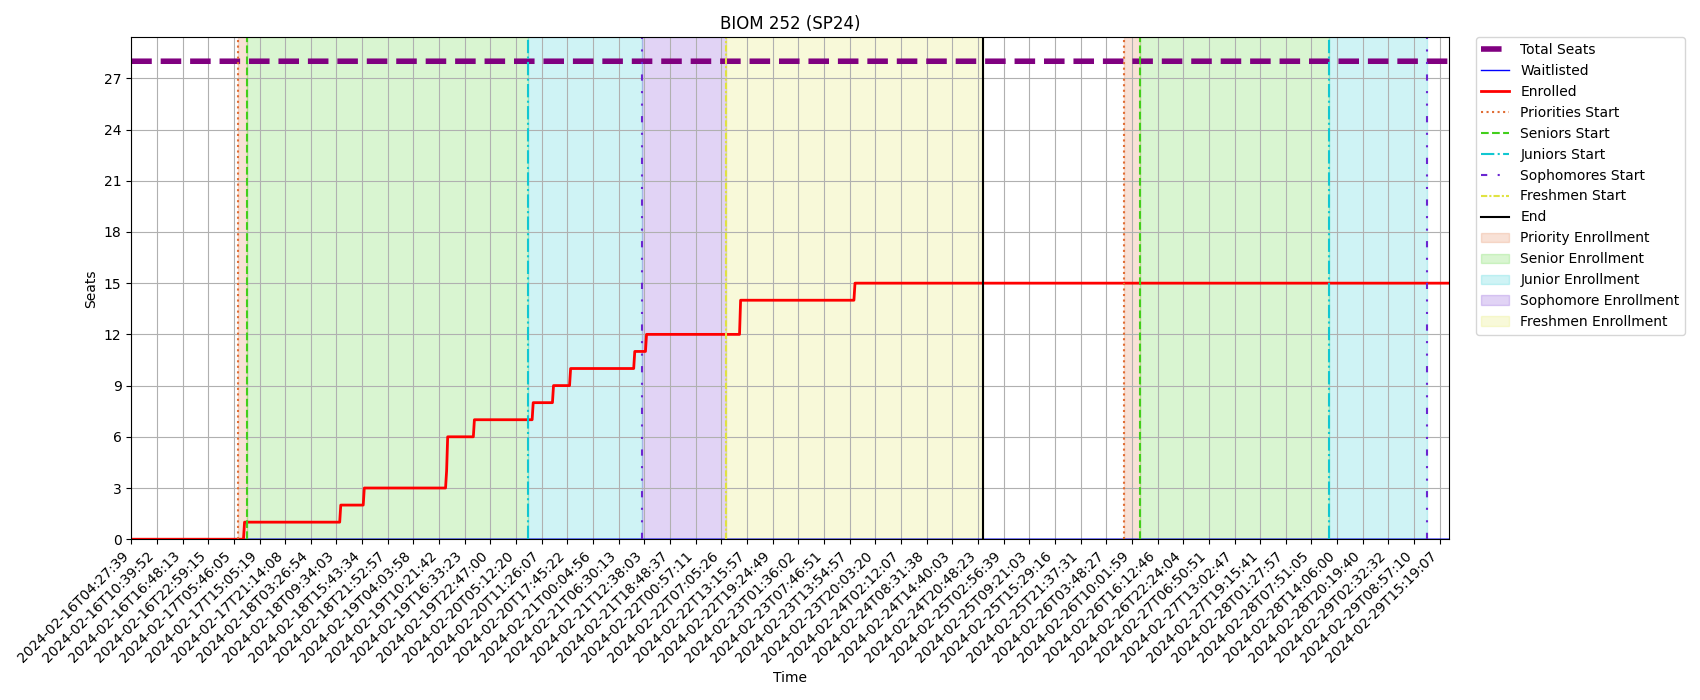 BIOM 252 (SP24)
Seats
27
24
21
18
15
12
9
6
3
0
2024-02-16T04:27:39
2024-02-16T10:39:52
2024-02-16T16:48:13
2024-02-16T22:59:15
2024-02-17T05:46:05
2024-02-17T15:05:19
2024-02-17T21:14:08
2024-02-18T03:26:54
2024-02-18T09:34:03
2024-02-18T15:43:34
2024-02-18T21:52:57
2024-02-19T04:03:58
2024-02-19T10:21:42
2024-02-19T16:33:23
2024-02-19T22:47:00
2024-02-20T05:12:20
2024-02-20T11:26:07
2024-02-20T17:45:22
2024-02-21T00:04:56
2024-02-21T06:30:13
2024-02-21T12:38:03
2024-02-21T18:48:37
2024-02-22T00:57:11
2024-02-22T07:05:26
2024-02-22T13:15:57
2024-02-22T19:24:49
2024-02-23T01:36:02
2024-02-23T07:46:51
2024-02-23T13:54:57
2024-02-23T20:03:20
2024-02-24T02:12:07
2024-02-24T08:31:38
2024-02-24T14:40:03
2024-02-24T20:48:23
2024-02-25T02:56:39
2024-02-25T09:21:03
2024-02-25T15:29:16
2024-02-25T21:37:31
2024-02-26T03:48:27
2024-02-26T10:01:59
2024-02-26T16:12:46
2024-02-26T22:24:04
2024-02-27T06:50:51
2024-02-27T13:02:47
2024-02-27T19:15:41
2024-02-28T01:27:57
2024-02-28T07:51:05
2024-02-28T14:06:00
2024-02-28T20:19:40
2024-02-29T02:32:32
2024-02-29T08:57:10
2024-02-29T15:19:07
Time
Total Seats
Waitlisted
Enrolled
Priorities Start
Seniors Start
Juniors Start
Sophomores Start
Freshmen Start
End
Priority Enrollment
Senior Enrollment
Junior Enrollment
Sophomore Enrollment
Freshmen Enrollment